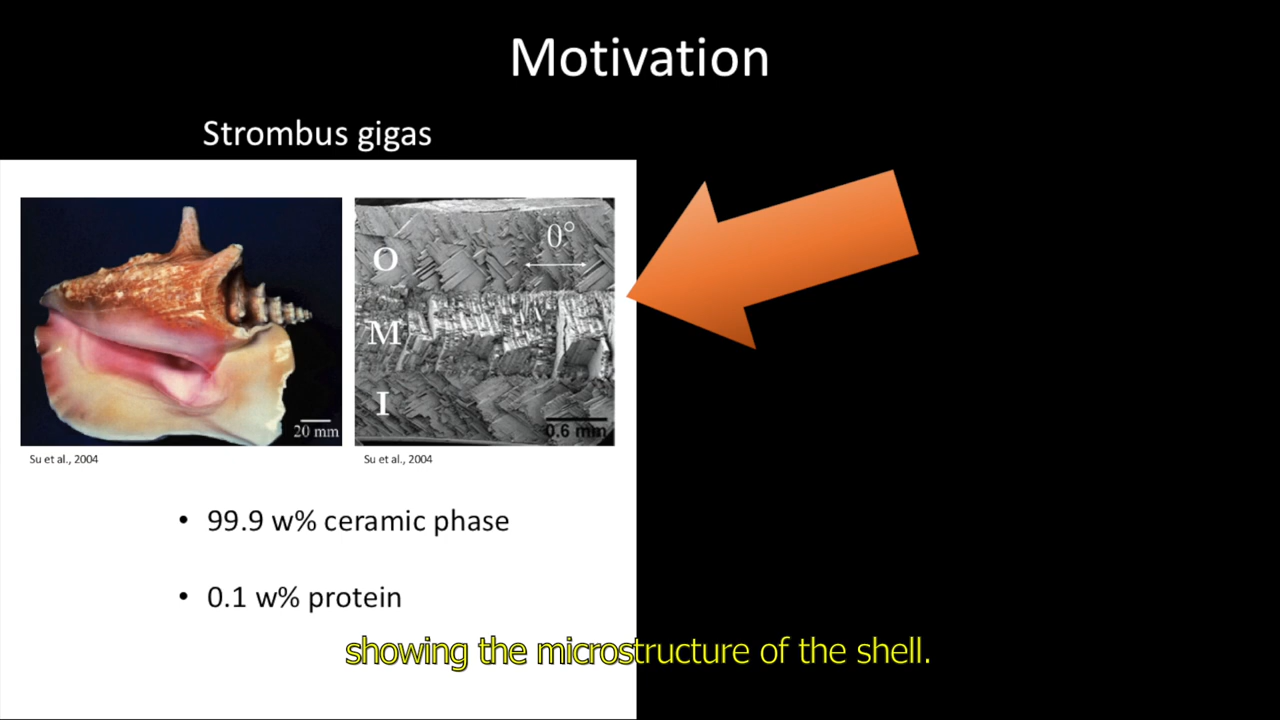 Motivation
Strombus gigas
O
0°
M
I
20 mm
0.6 mm
Su et al., 2004
Su et al., 2004
• 99.9 w% ceramic phase
• 0.1 w% protein
showing the microstructure of the shell.